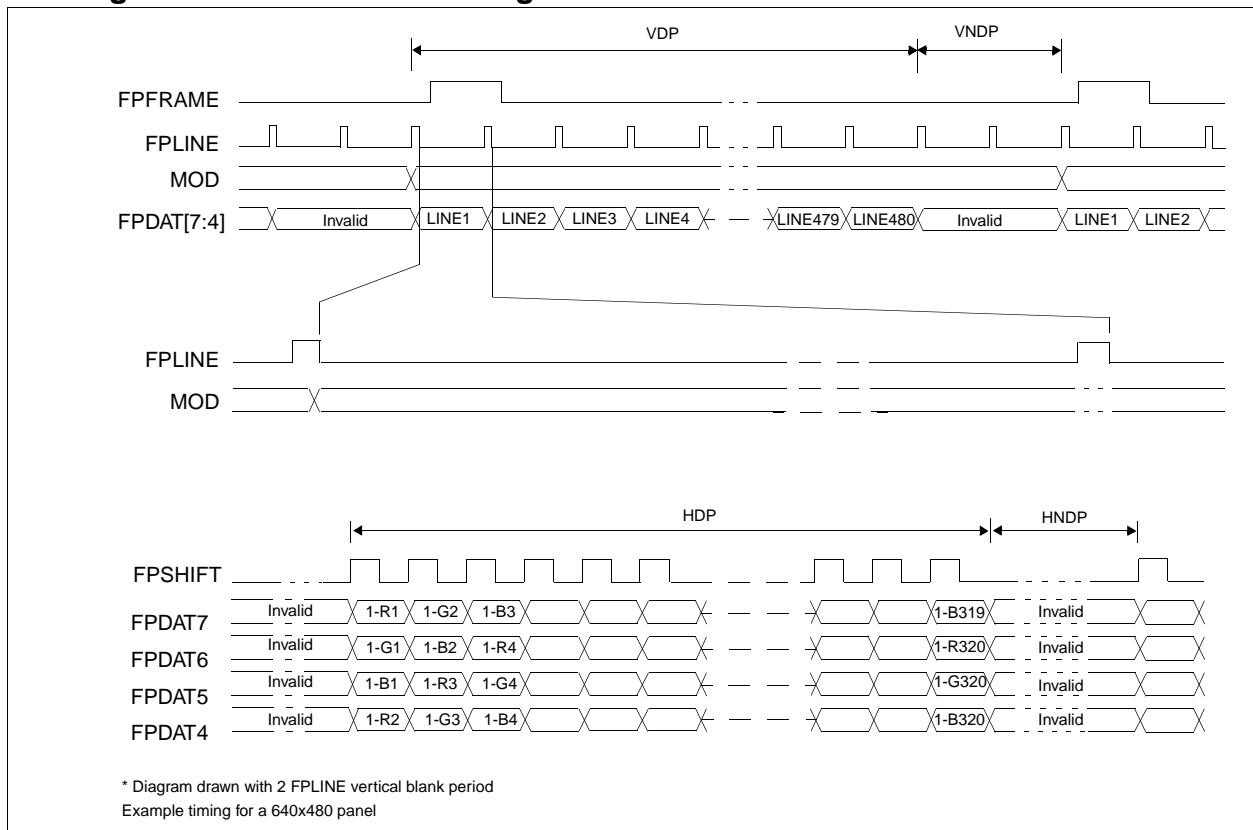 VDP VNDP
FPFRAME
FPLINE
MOD
FPDAT[7:4] Invalid LINE1 LINE2 LINE3 LINE4 LINE479 LINE480 Invalid LINE1 LINE2
FPLINE
MOD
HDP HNDP
FPSHIFT
FPDAT7 Invalid 1-R1 1-G2 1-B3 1-B319 Invalid
FPDAT6 Invalid 1-G1 1-B2 1-R4 1-R320 Invalid
FPDAT5 Invalid 1-B1 1-R3 1-G4 1-G320 Invalid
FPDAT4 Invalid 1-R2 1-G3 1-B4 1-B320 Invalid
* Diagram drawn with 2 FPLINE vertical blank period
Example timing for a 640x480 panel